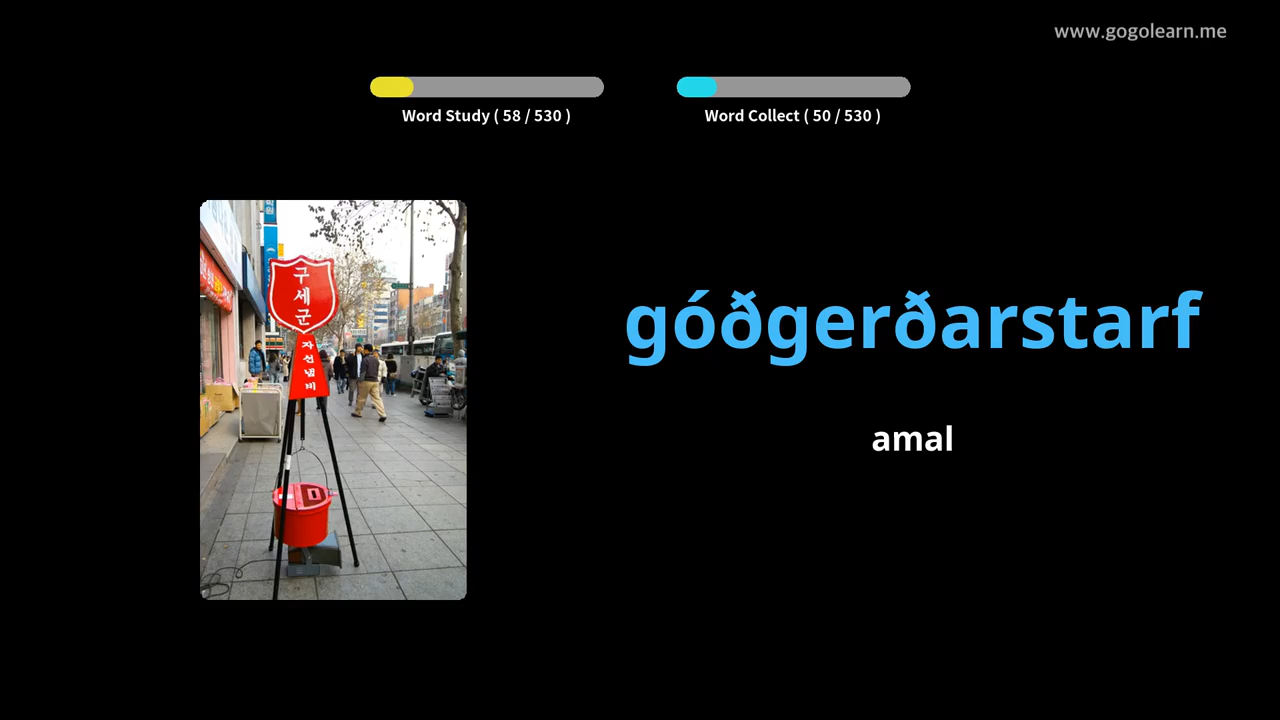 www.gogolearn.me
Word Study ( 58 / 530 )
Word Collect ( 50 / 530 )
구세군
자선냄비
góðgerðarstarf
amal